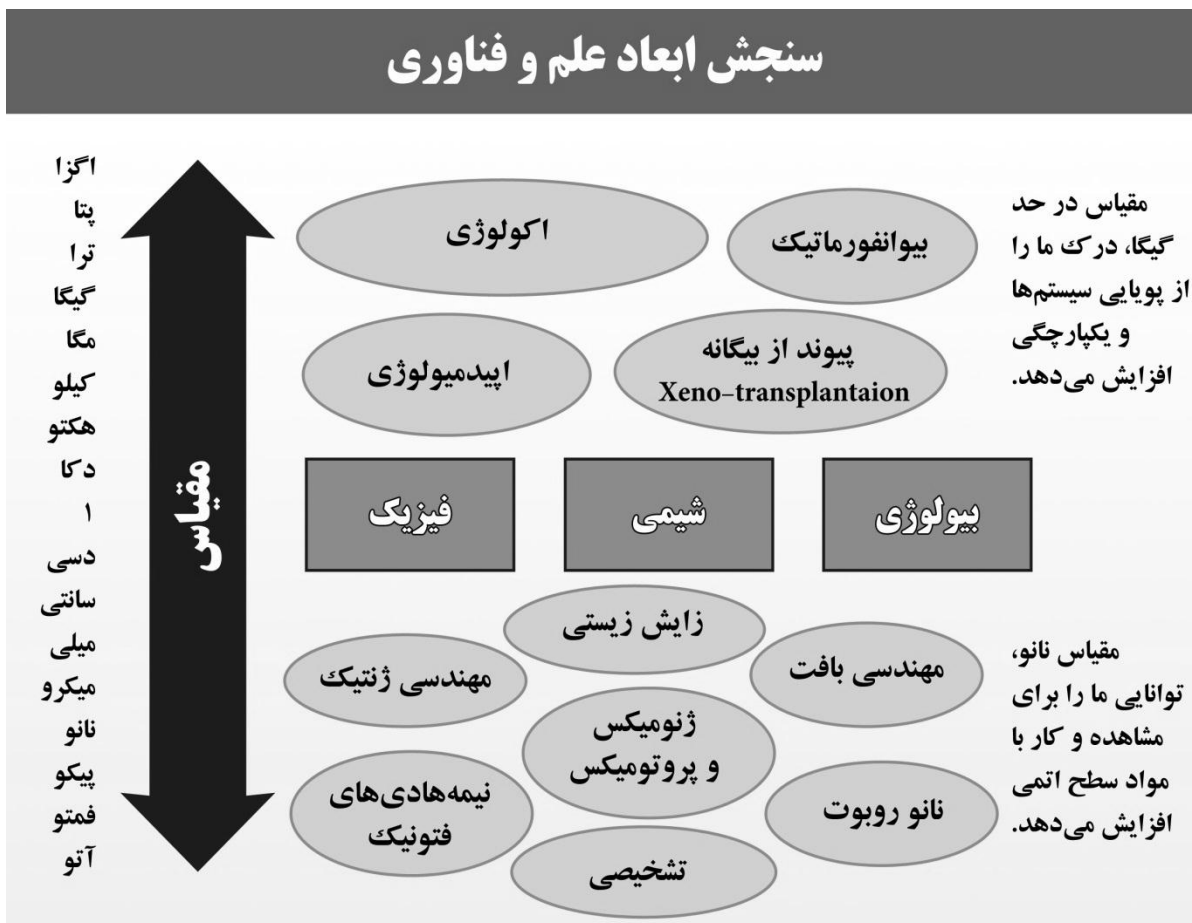 سنجش ابعاد علم و فناوری
مقیاس در حد
گیگا، درک ما را
از پویایی سیستم‌ها
و یکپارچگی
افزایش می‌دهد.
بیوانفورماتیک
اکولوژی
پیوند از بیگانه
Xeno-transplantaion
اپیدمیولوژی
بیولوژی
شیمی
فیزیک
زایش زیستی
مهندسی بافت
مهندسی ژنتیک
ژنومیکس
و پروتومیکس
نانو روبوت
نیمه‌هادی‌های
فتونیک
تشخیصی
مقیاس نانو،
توانایی ما را برای
مشاهده و کار با
مواد سطح اتمی
افزایش می‌دهد.
مقیاس
اگزا
پتا
ترا
گیگا
مگا
کیلو
هکتو
دکا
۱
دسی
سانتی
میلی
میکرو
نانو
پیکو
فمتو
آتو